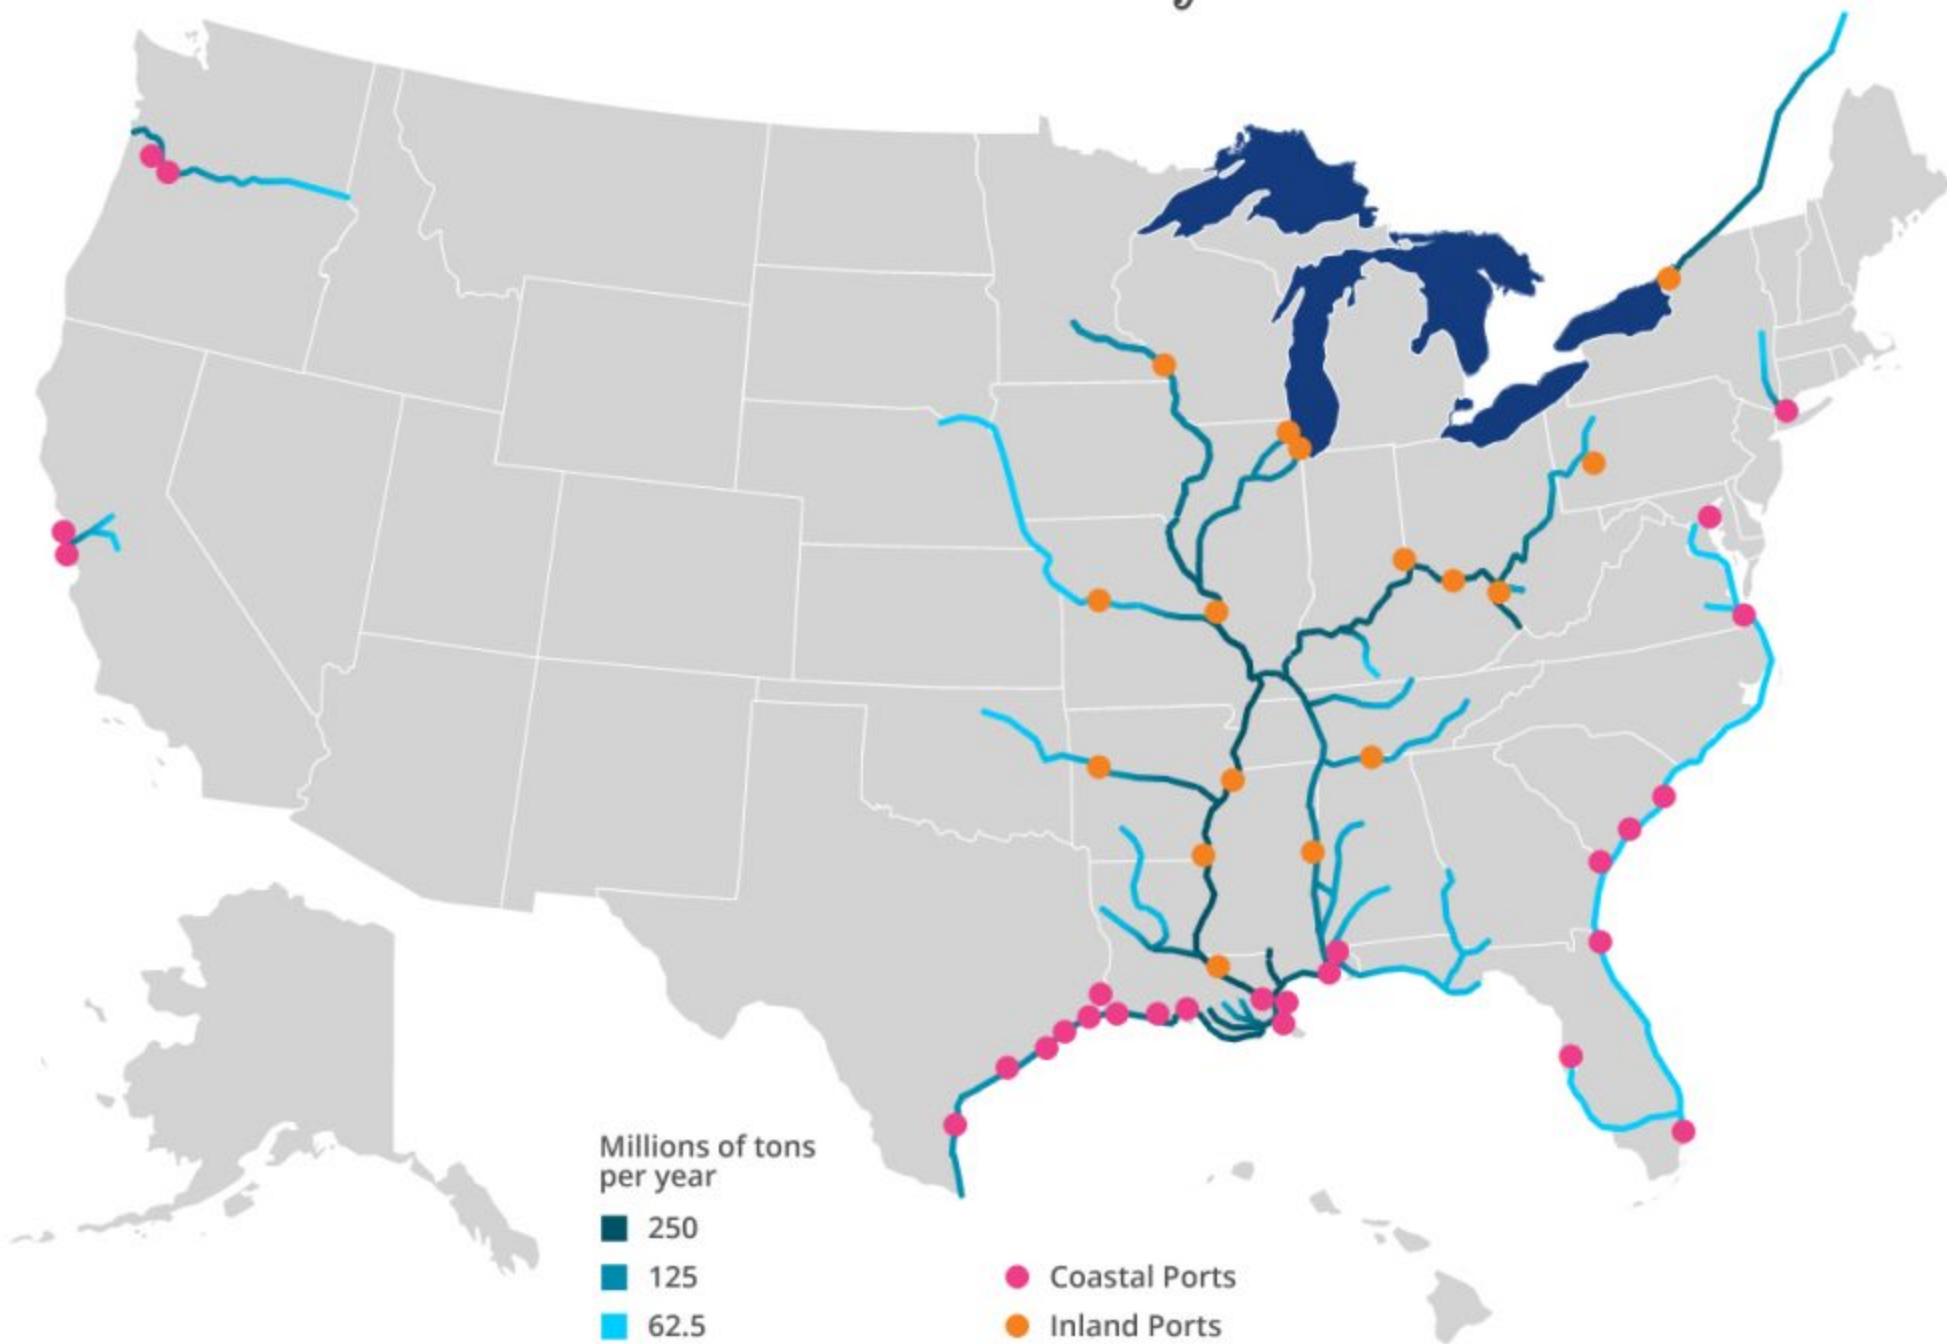 Millions of tons
per year
250
125
62.5
Coastal Ports
Inland Ports